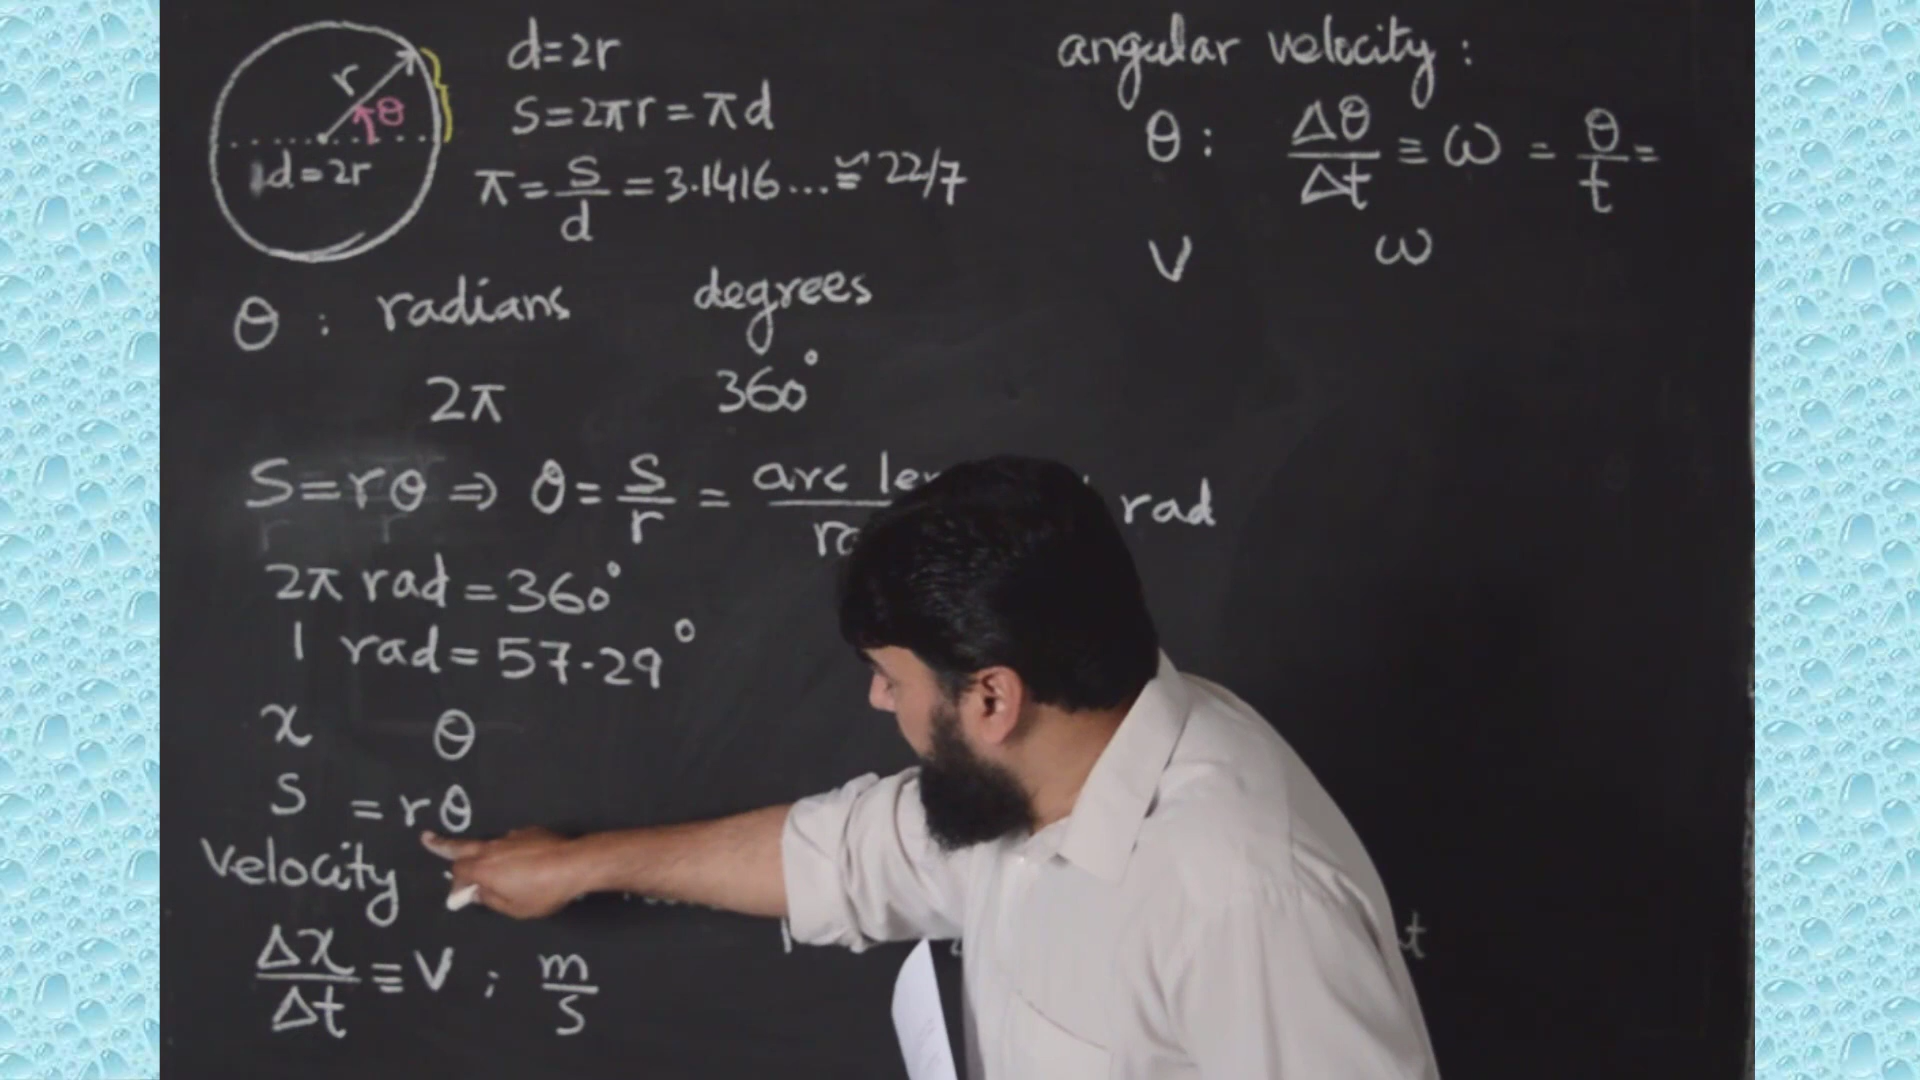 r
θ
d=2r
d=2r
S=2πr=πd
π=S/d=3.1416...≅22/7
θ : radians degrees
2π 360°
S=rθ⇒ θ=S/r = arc rad
2π rad=360°
1 rad=57.29°
x θ
S =rθ
Velocity
Δx/Δt≡V ; m/s
angular velocity :
θ : Δθ/Δt≡ω=θ/t=
V ω